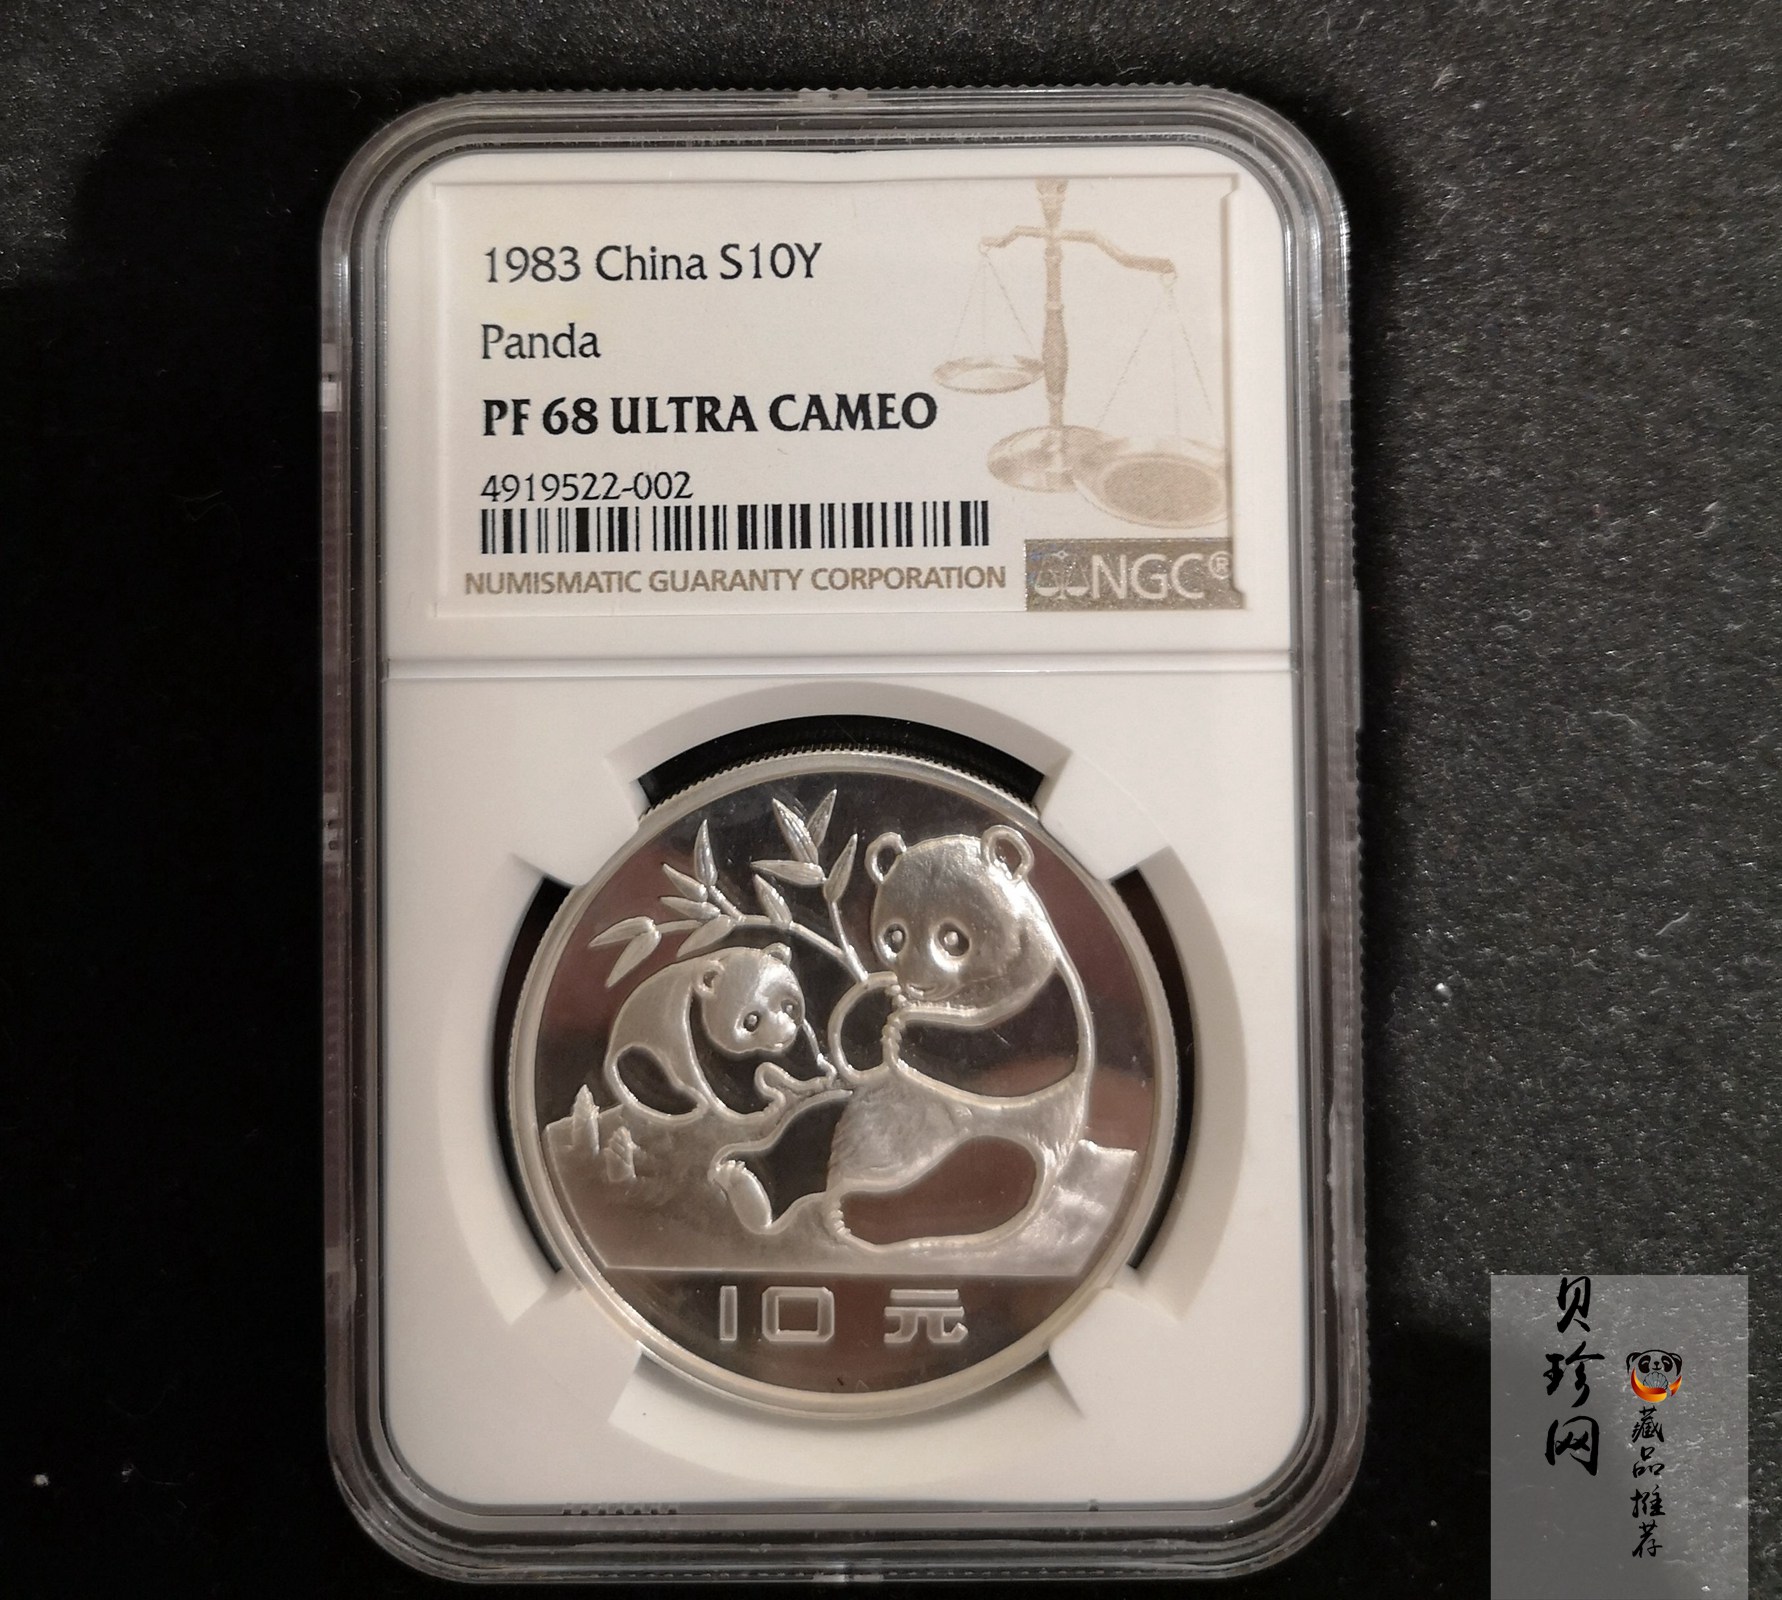 1983 China S10Y
Panda
PF 68 ULTRA CAMEO
4919522-002
NUMISMATIC GUARANTY CORPORATION
NGC®
10 元
贝珍网
藏品推荐